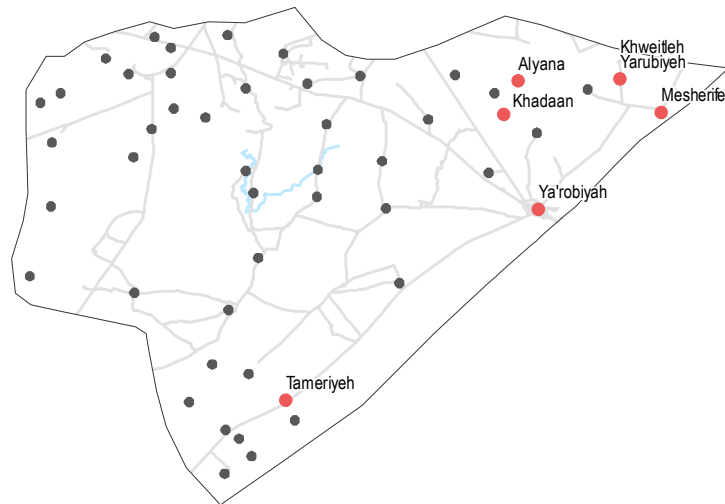 Khweitleh
Alyana
Yarubiyeh
Khadaan
Mesherife
Ya'robiyah
Tameriyeh